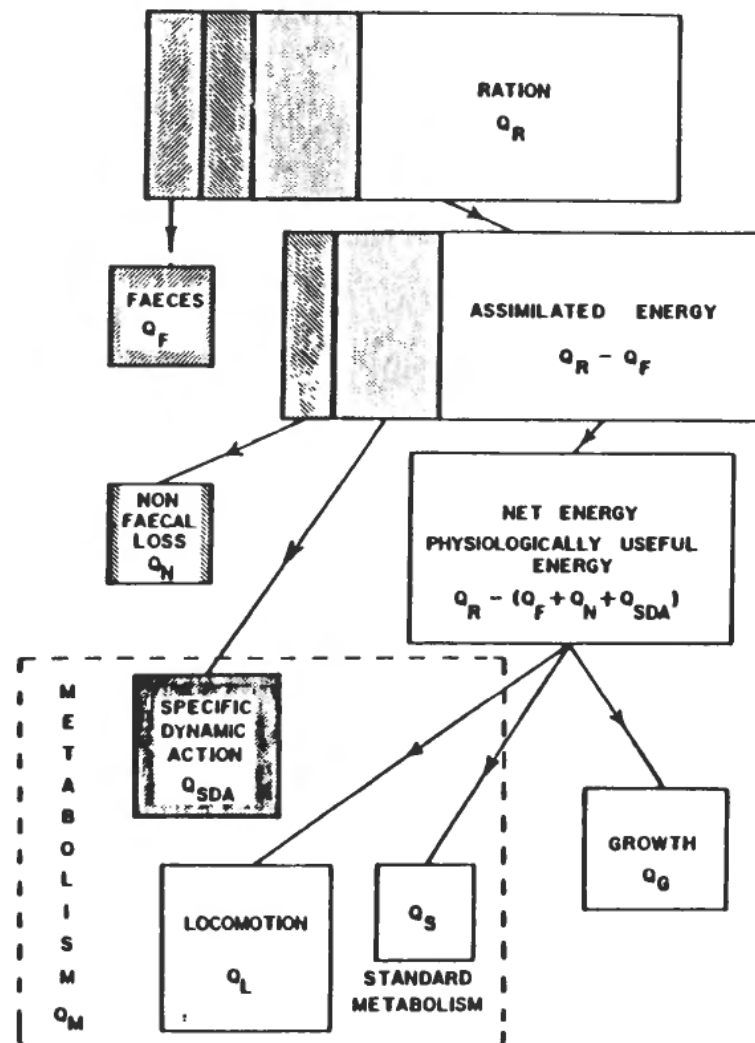 RATION
Q_R
FAECES
Q_F
ASSIMILATED ENERGY
Q_R - Q_F
NON
FAECAL
LOSS
Q_N
NET ENERGY
PHYSIOLOGICALLY USEFUL
ENERGY
Q_R - (Q_F + Q_N + Q_SDA)
METABOLISM
Q_M
SPECIFIC
DYNAMIC
ACTION
Q_SDA
LOCOMOTION
Q_L
Q_S
STANDARD
METABOLISM
GROWTH
Q_G